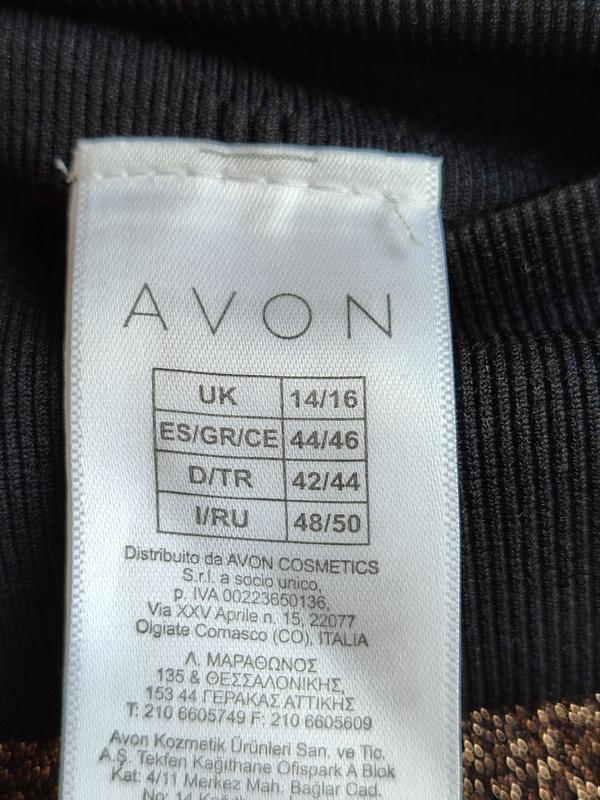 AVON
UK 14/16
ES/GR/CE 44/46
D/TR 42/44
I/RU 48/50
Distribuito da AVON COSMETICS
S.r.l. a socio unico,
p. IVA 00223650136,
Via XXV Aprile n. 15, 22077
Olgiate Comasco (CO), ITALIA
Λ. ΜΑΡΑΘΩΝΟΣ
135 & ΘΕΣΣΑΛΟΝΙΚΗΣ,
153 44 ΓΕΡΑΚΑΣ ΑΤΤΙΚΗΣ
T: 210 6605749 F: 210 6605609
Avon Kozmetik Ürünleri San. ve Tic.
A.Ş. Tekfen Kağıthane Ofispark A Blok
Kat: 4/11 Merkez Mah. Bağlar Cad.
No: 14